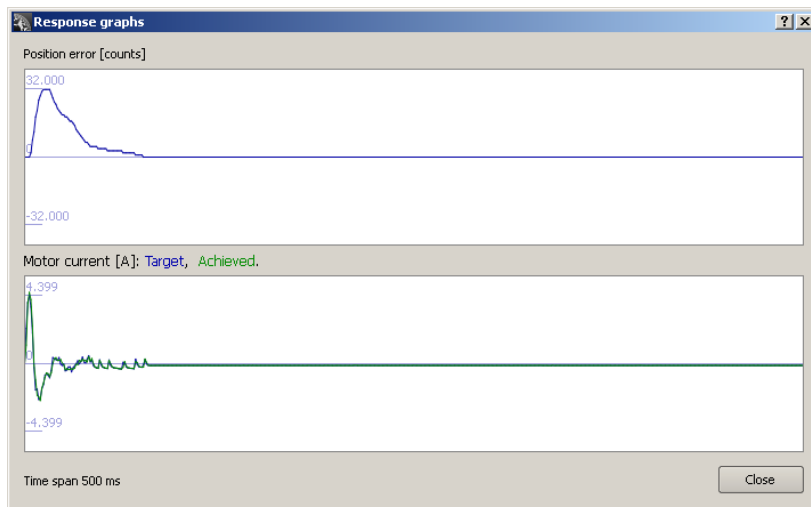 Response graphs
Position error [counts]
32.000
0
-32.000
Motor current [A]: Target, Achieved.
4.399
0
-4.399
Time span 500 ms
Close